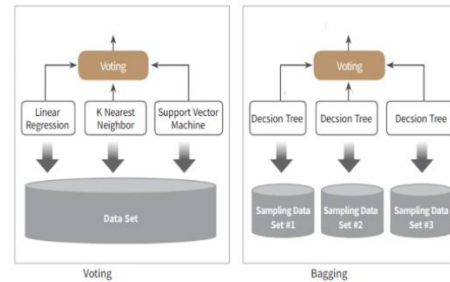 Voting
Linear
Regression
K Nearest
Neighbor
Support Vector
Machine
Data Set
Voting
Voting
Decsion Tree
Decsion Tree
Decsion Tree
Sampling Data
Set #1
Sampling Data
Set #2
Sampling Data
Set #3
Bagging